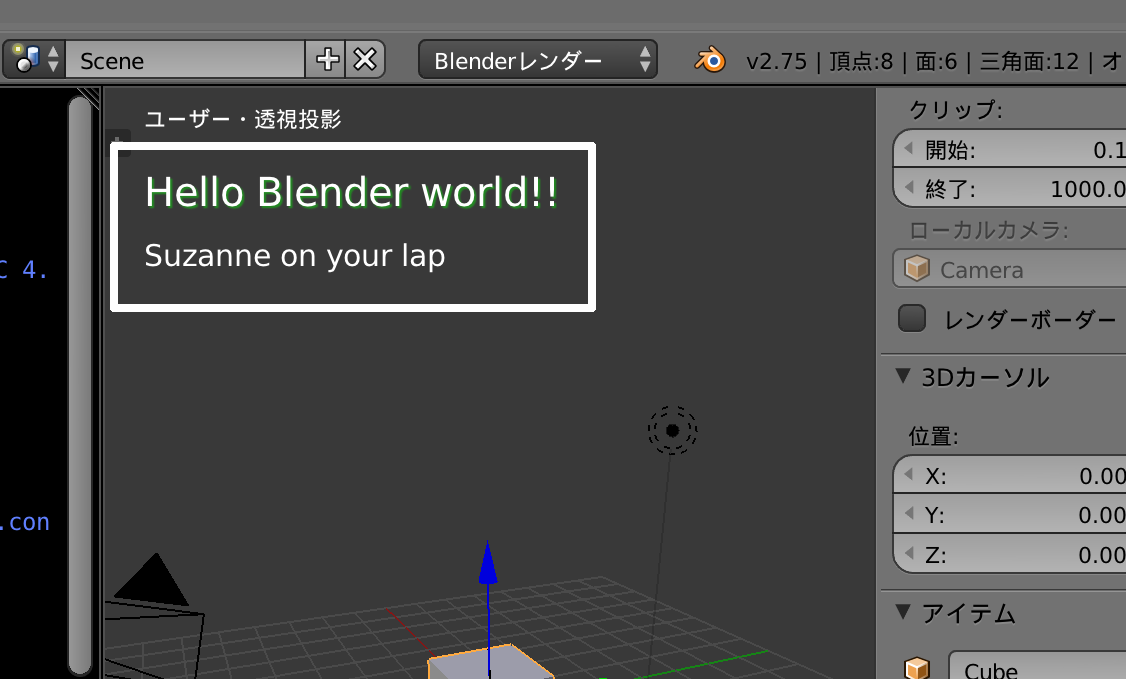 Scene
Blenderレンダー
v2.75 | 頂点:8 | 面:6 | 三角面:12 | オ
ユーザー・透視投影
Hello Blender world!!
Suzanne on your lap
C 4.
.con
クリップ:
開始: 0.1
終了: 1000.0
ローカルカメラ:
Camera
レンダーボーダー
3Dカーソル
位置:
X: 0.00
Y: 0.00
Z: 0.00
アイテム
Cube